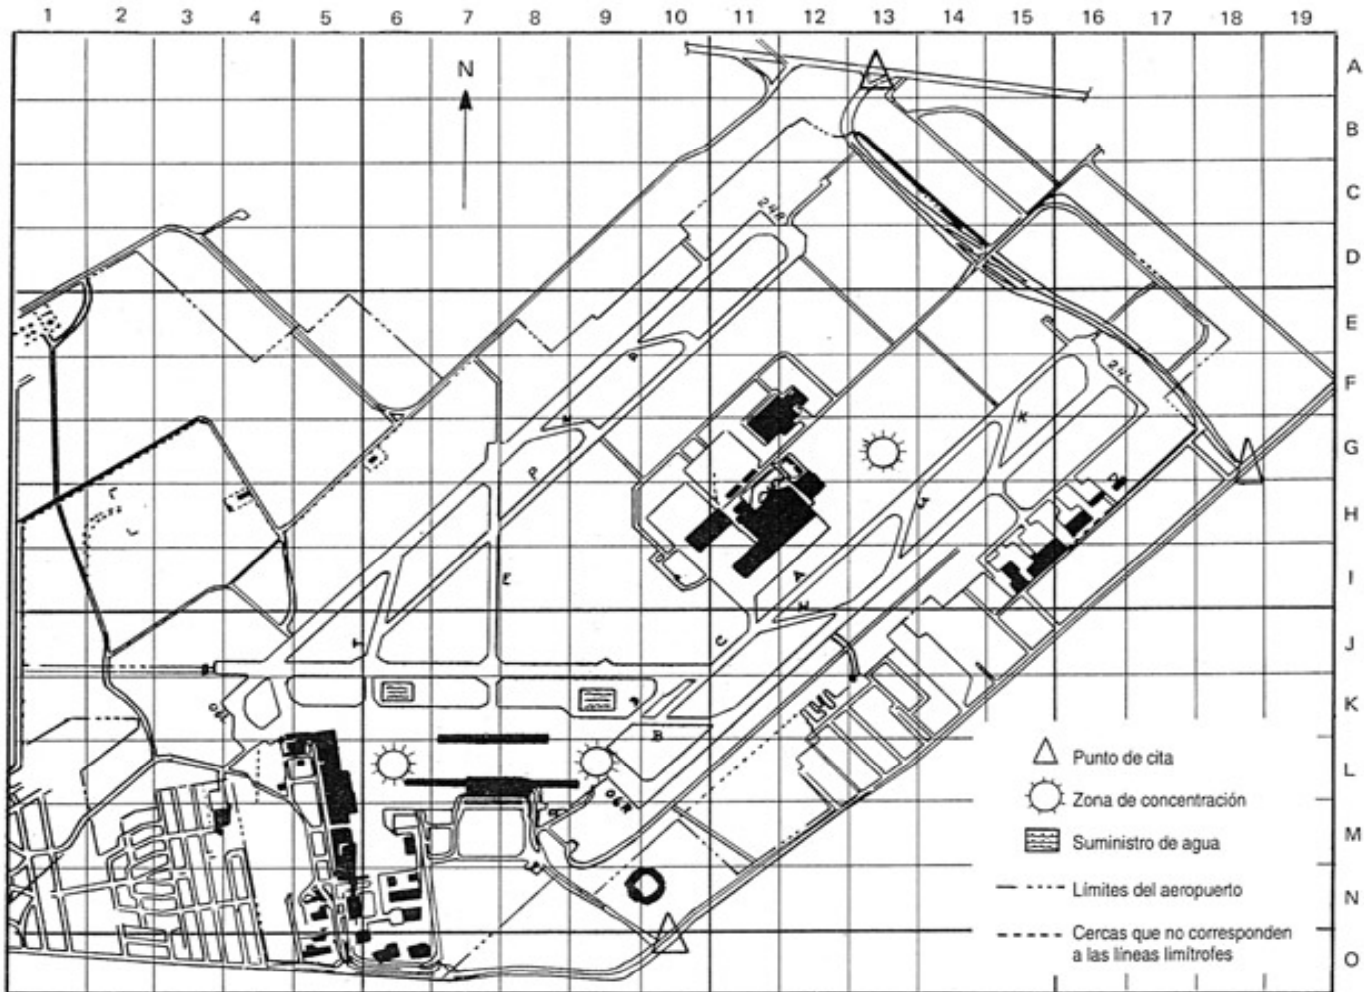 1 2 3 4 5 6 7 8 9 10 11 12 13 14 15 16 17 18 19
A
B
C
D
E
F
G
H
I
J
K
L
M
N
O
N
24R
24L
K
P
E
A
H
C
T
06L
B
06R
Punto de cita
Zona de concentración
Suministro de agua
Límites del aeropuerto
Cercas que no corresponden
a las líneas limítrofes